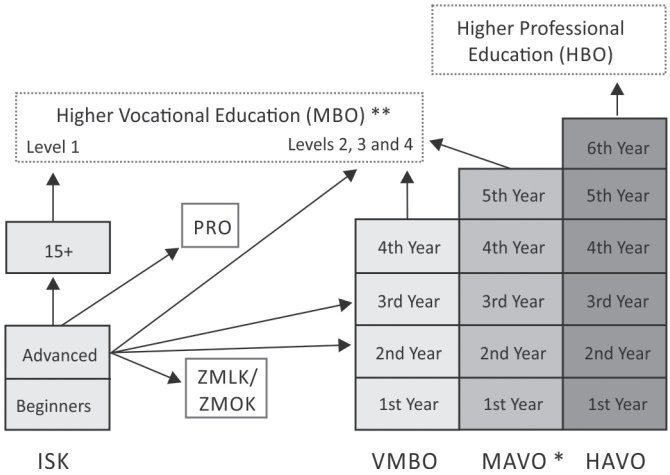 Higher Professional
Education (HBO)
Higher Vocational Education (MBO) **
Level 1
Levels 2, 3 and 4
6th Year
5th Year
5th Year
15+
PRO
4th Year
4th Year
4th Year
3rd Year
3rd Year
3rd Year
Advanced
2nd Year
2nd Year
2nd Year
ZMLK/
ZMOK
Beginners
1st Year
1st Year
1st Year
ISK
VMBO
MAVO *
HAVO